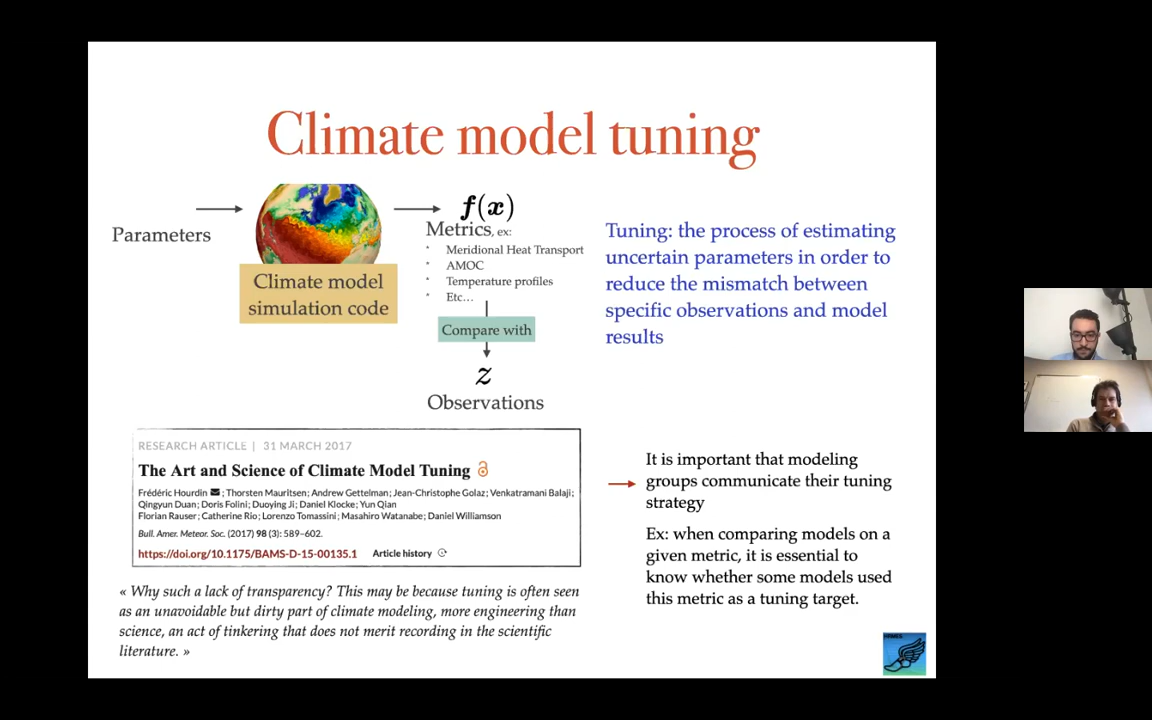 Climate model tuning
Parameters
Climate model
simulation code
f(x)
Metrics, ex:
* Meridional Heat Transport
* AMOC
* Temperature profiles
* Etc…
Compare with
z
Observations
Tuning: the process of estimating
uncertain parameters in order to
reduce the mismatch between
specific observations and model
results
RESEARCH ARTICLE | 31 MARCH 2017
The Art and Science of Climate Model Tuning
Frédéric Hourdin ; Thorsten Mauritsen; Andrew Gettelman; Jean-Christophe Golaz; Venkatramani Balaji;
Qingyun Duan; Doris Folini; Duoying Ji; Daniel Klocke; Yun Qian
Florian Rauser; Catherine Rio; Lorenzo Tomassini; Masahiro Watanabe; Daniel Williamson
Bull. Amer. Meteor. Soc. (2017) 98 (3): 589–602.
https://doi.org/10.1175/BAMS-D-15-00135.1 Article history
« Why such a lack of transparency? This may be because tuning is often seen
as an unavoidable but dirty part of climate modeling, more engineering than
science, an act of tinkering that does not merit recording in the scientific
literature. »
It is important that modeling
groups communicate their tuning
strategy
Ex: when comparing models on a
given metric, it is essential to
know whether some models used
this metric as a tuning target.